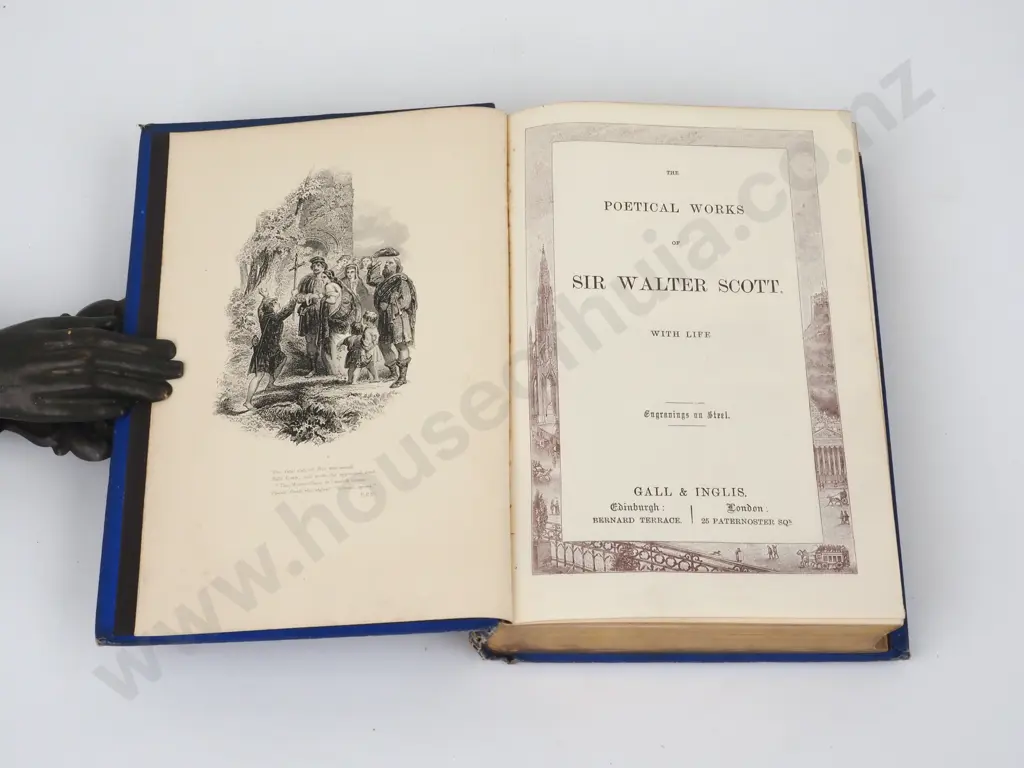 THE
POETICAL WORKS
OF
SIR WALTER SCOTT.
WITH LIFE
Engravings on Steel.
GALL & INGLIS,
Edinburgh: London:
BERNARD TERRACE. 25 PATERNOSTER SQR.
www.houseofhuia.co.nz